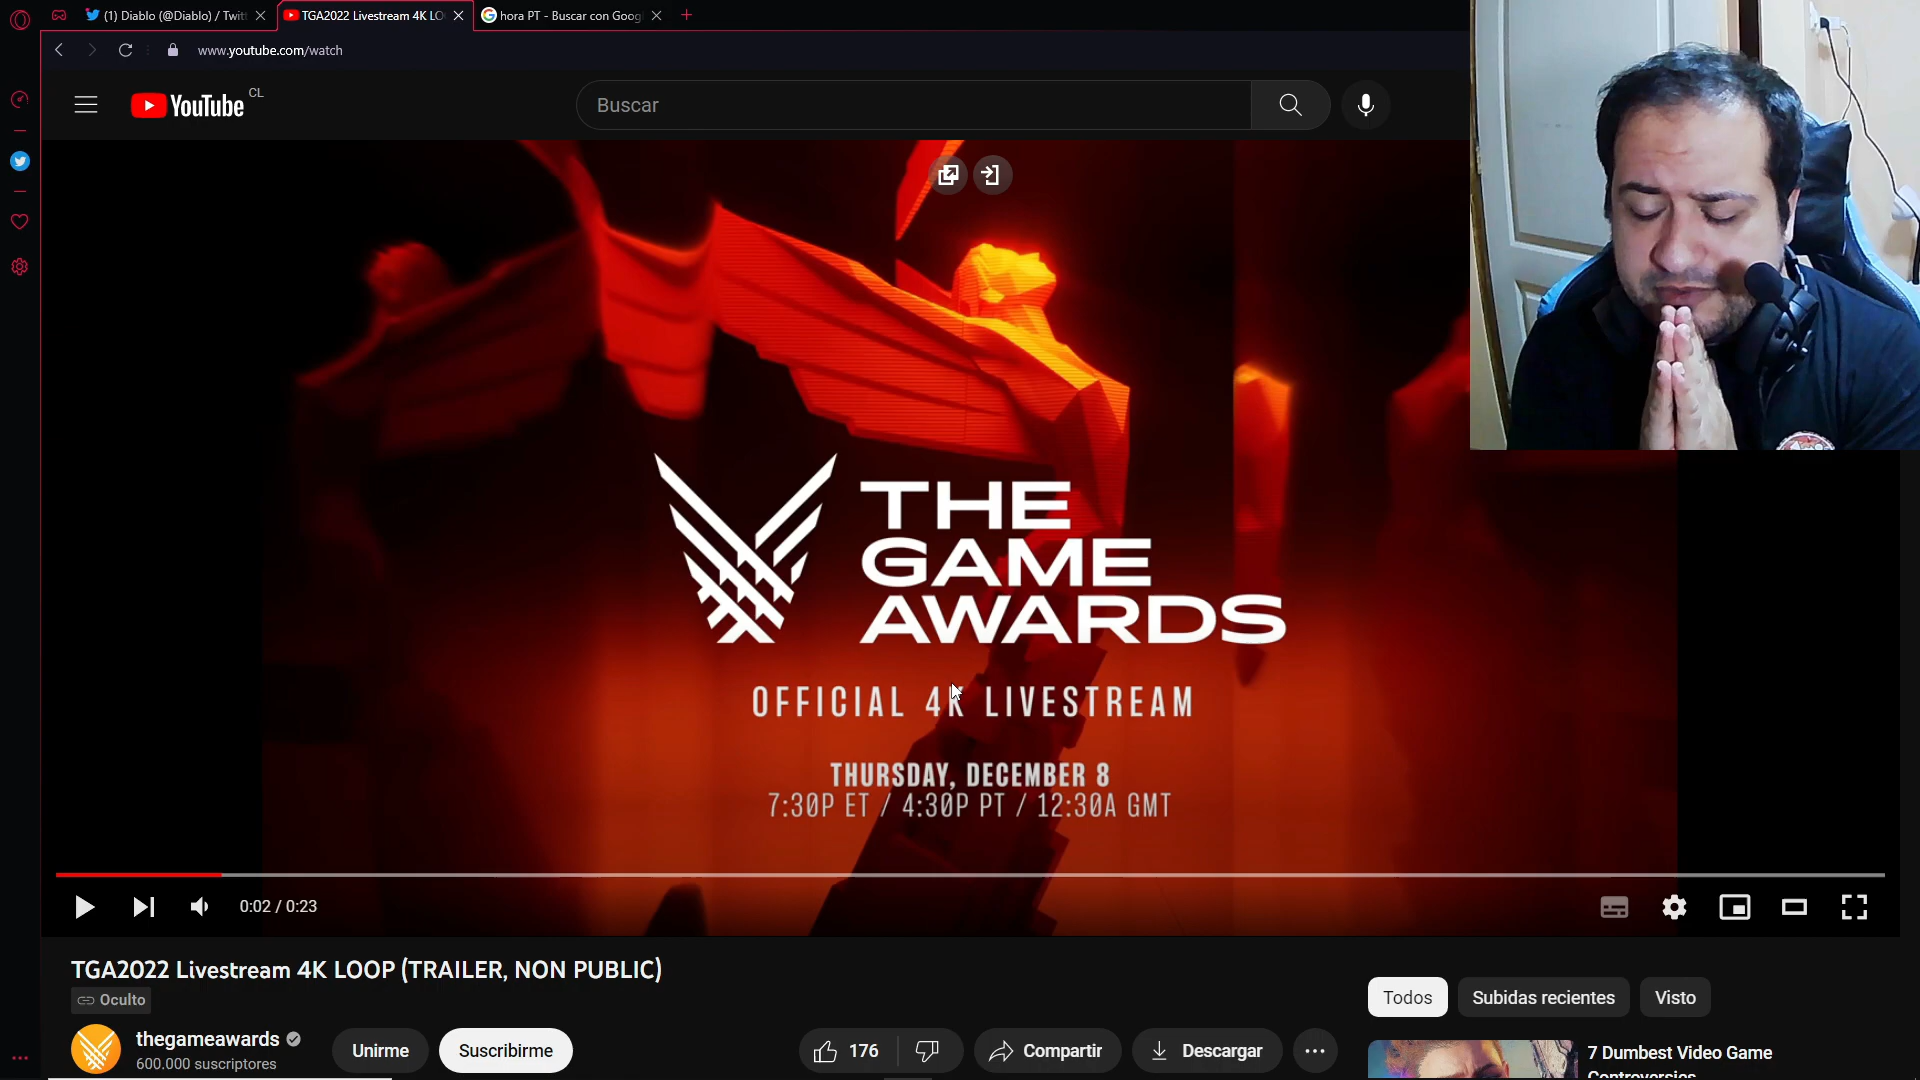 (1) Diablo (@Diablo) / Twit
TGA2022 Livestream 4K LO
hora PT - Buscar con Goog
www.youtube.com/watch
YouTube CL
Buscar
THE
GAME
AWARDS
OFFICIAL 4K LIVESTREAM
THURSDAY, DECEMBER 8
7:30P ET / 4:30P PT / 12:30A GMT
0:02 / 0:23
TGA2022 Livestream 4K LOOP (TRAILER, NON PUBLIC)
Oculto
thegameawards
600.000 suscriptores
Unirme
Suscribirme
176
Compartir
Descargar
Todos
Subidas recientes
Visto
7 Dumbest Video Game
Controversies